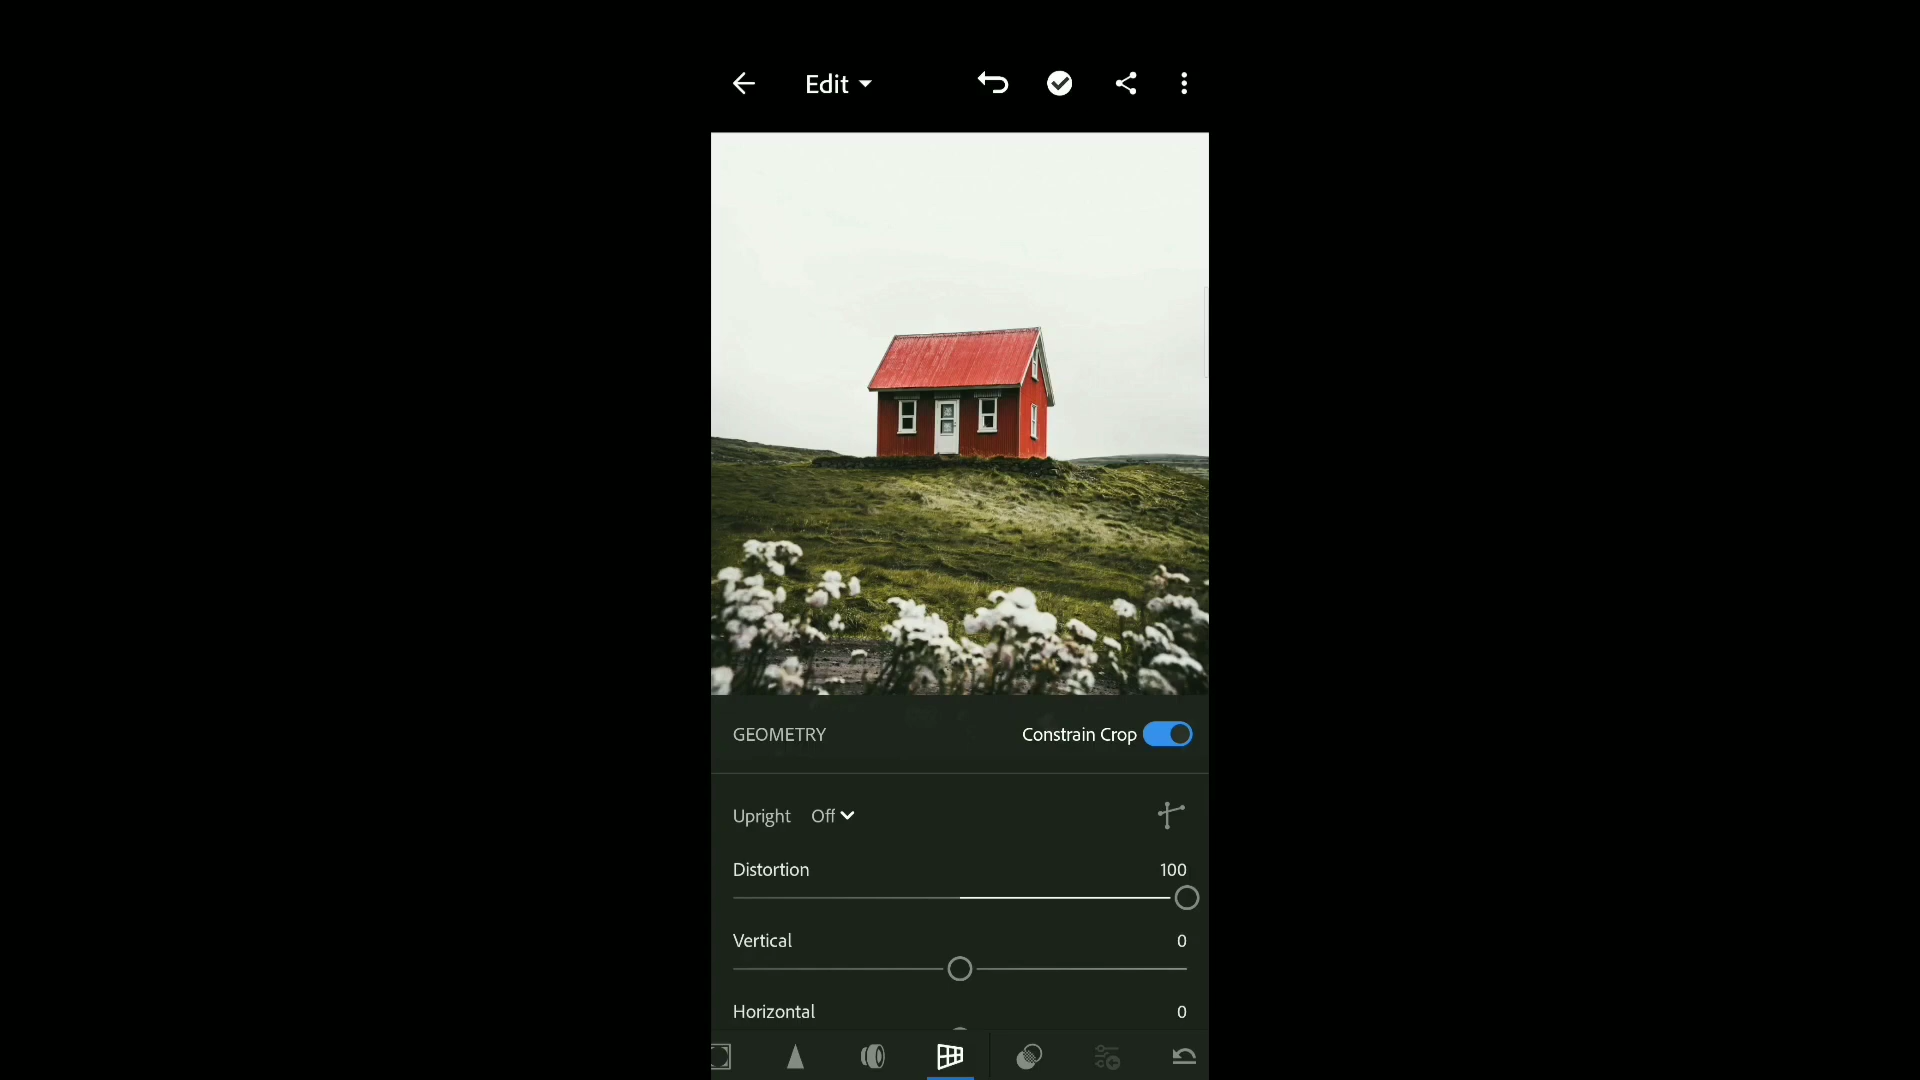 Edit
GEOMETRY Constrain Crop
Upright Off
Distortion 100
Vertical 0
Horizontal 0